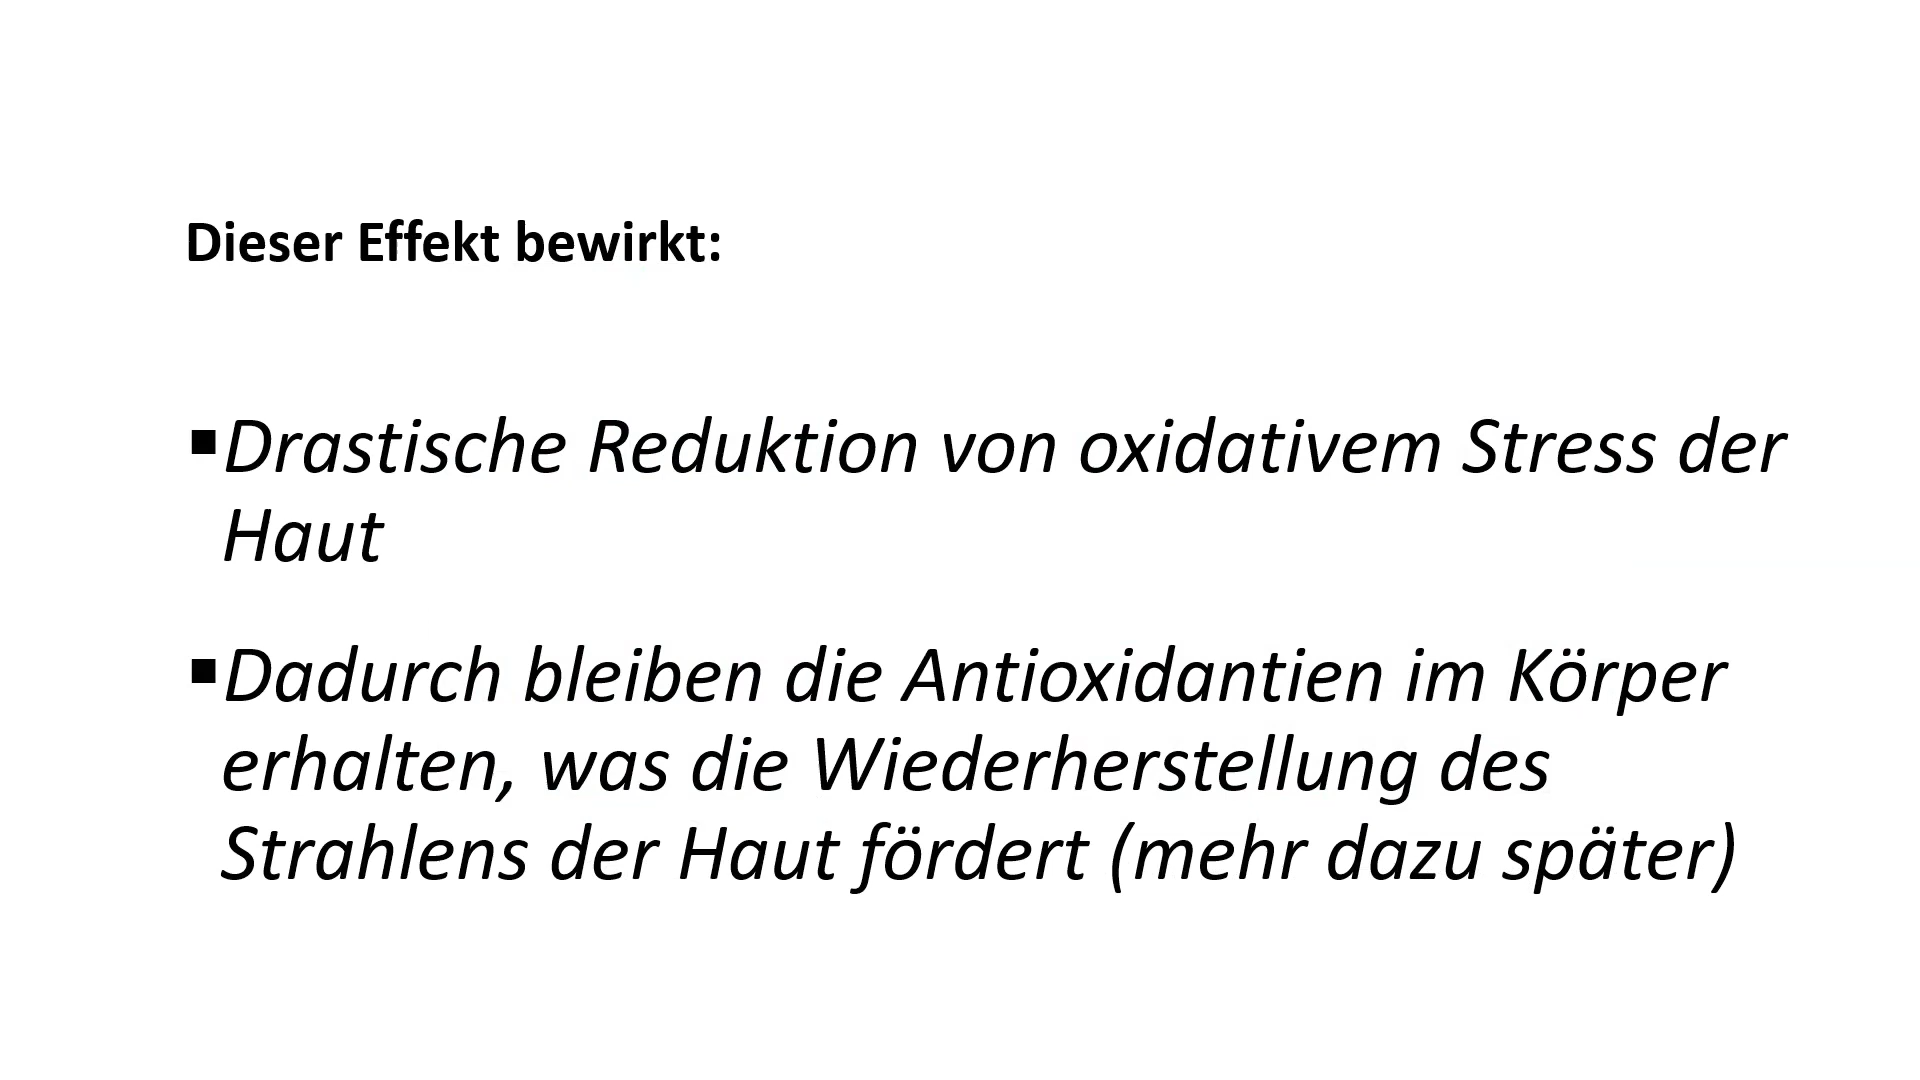 Dieser Effekt bewirkt:
▪Drastische Reduktion von oxidativem Stress der
Haut
▪Dadurch bleiben die Antioxidantien im Körper
erhalten, was die Wiederherstellung des
Strahlens der Haut fördert (mehr dazu später)